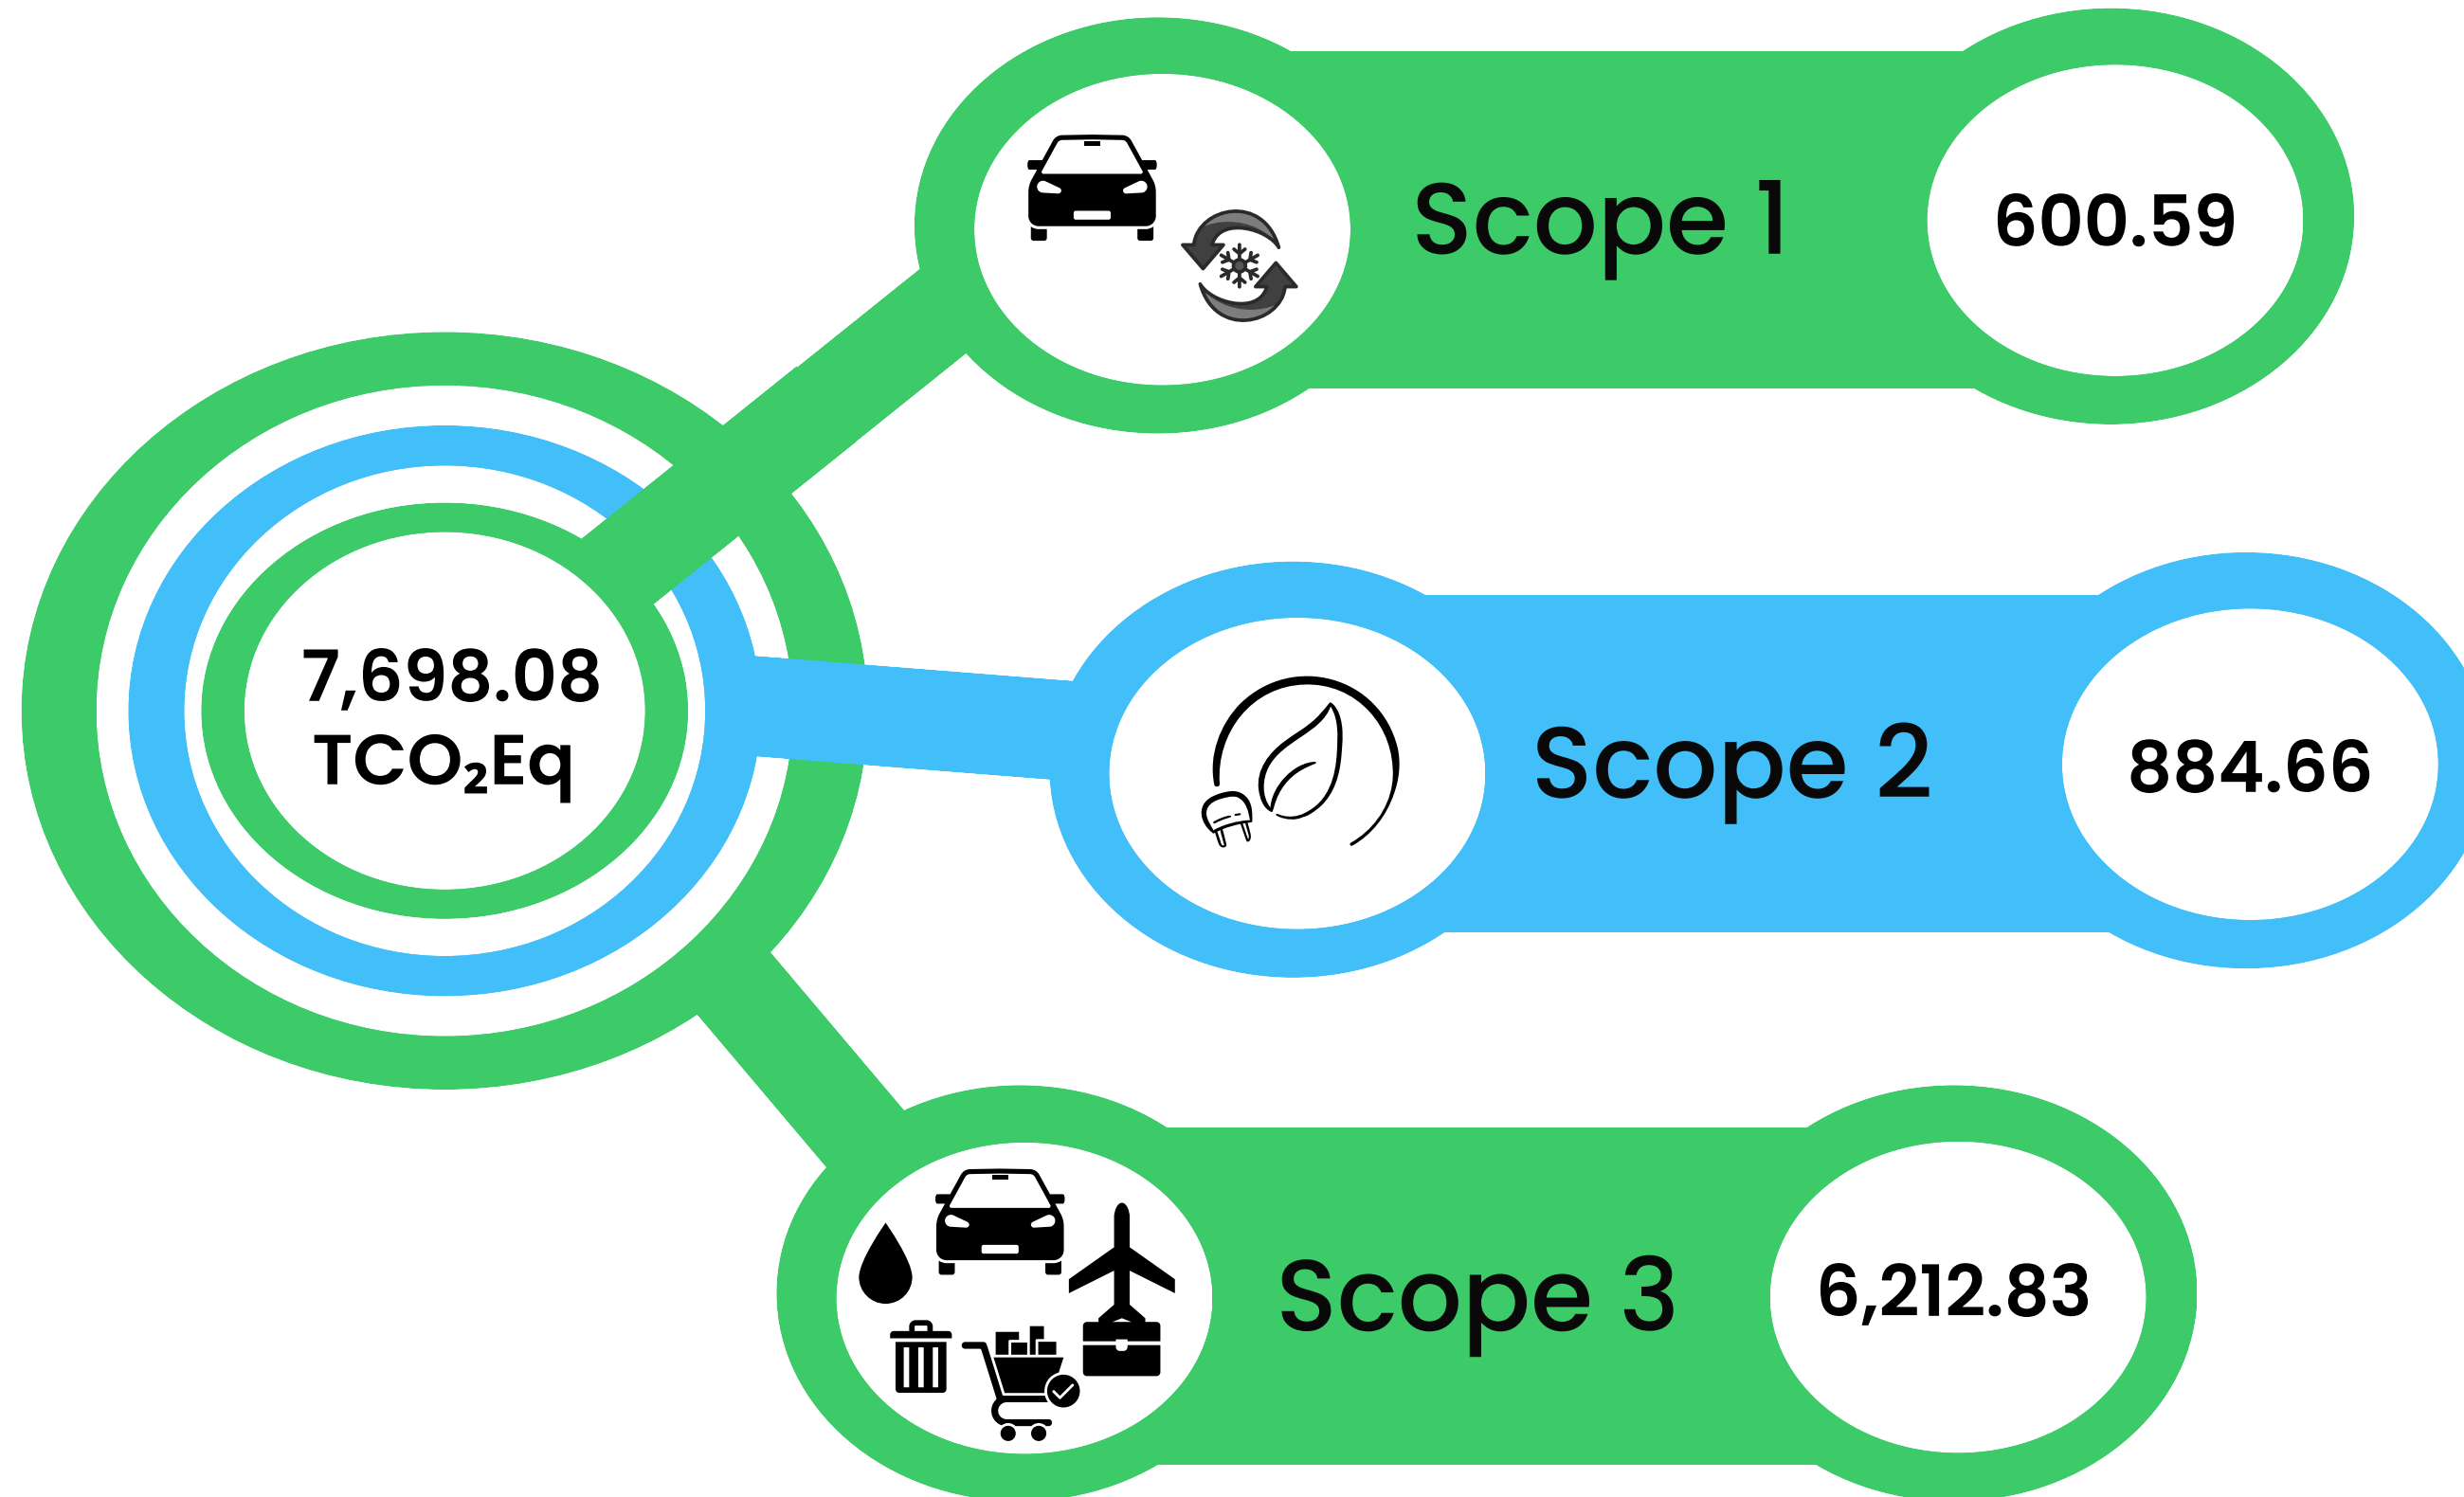 Scope 1
600.59
7,698.08
TCO₂Eq
Scope 2
884.66
Scope 3
6,212.83